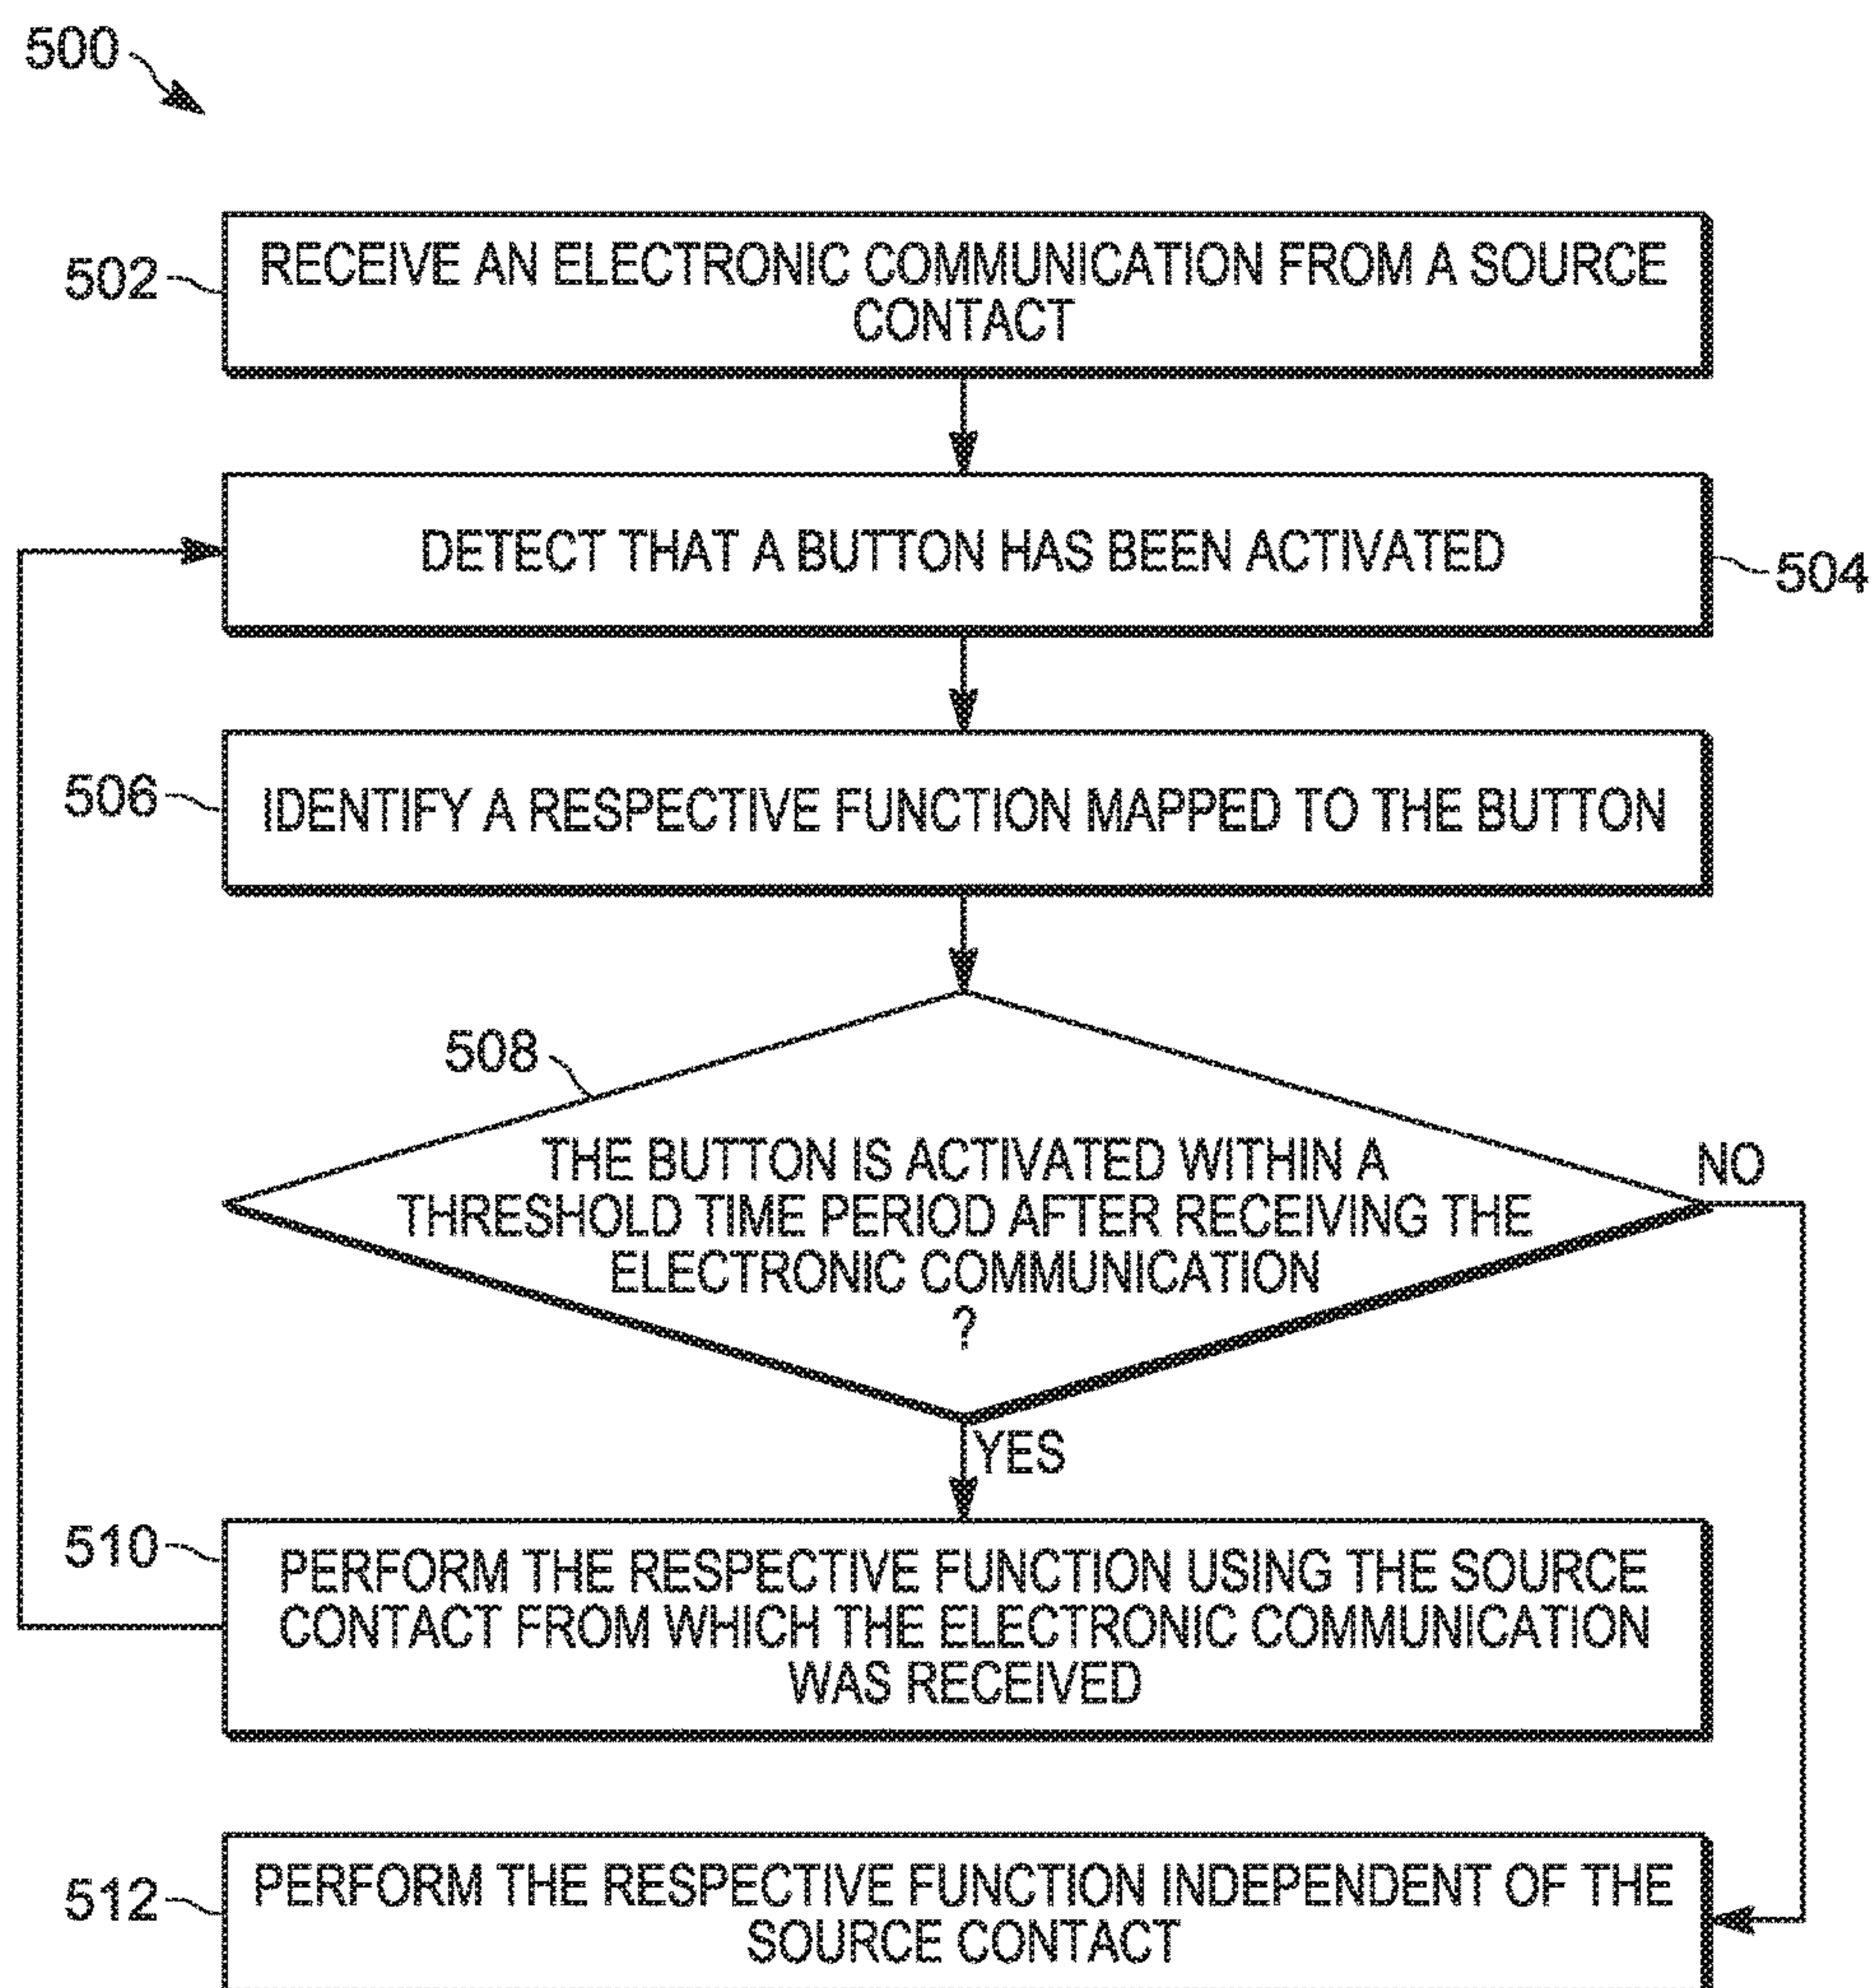 500
502
RECEIVE AN ELECTRONIC COMMUNICATION FROM A SOURCE
CONTACT
DETECT THAT A BUTTON HAS BEEN ACTIVATED
504
506
IDENTIFY A RESPECTIVE FUNCTION MAPPED TO THE BUTTON
508
THE BUTTON IS ACTIVATED WITHIN A
THRESHOLD TIME PERIOD AFTER RECEIVING THE
ELECTRONIC COMMUNICATION
?
NO
YES
510
PERFORM THE RESPECTIVE FUNCTION USING THE SOURCE
CONTACT FROM WHICH THE ELECTRONIC COMMUNICATION
WAS RECEIVED
512
PERFORM THE RESPECTIVE FUNCTION INDEPENDENT OF THE
SOURCE CONTACT